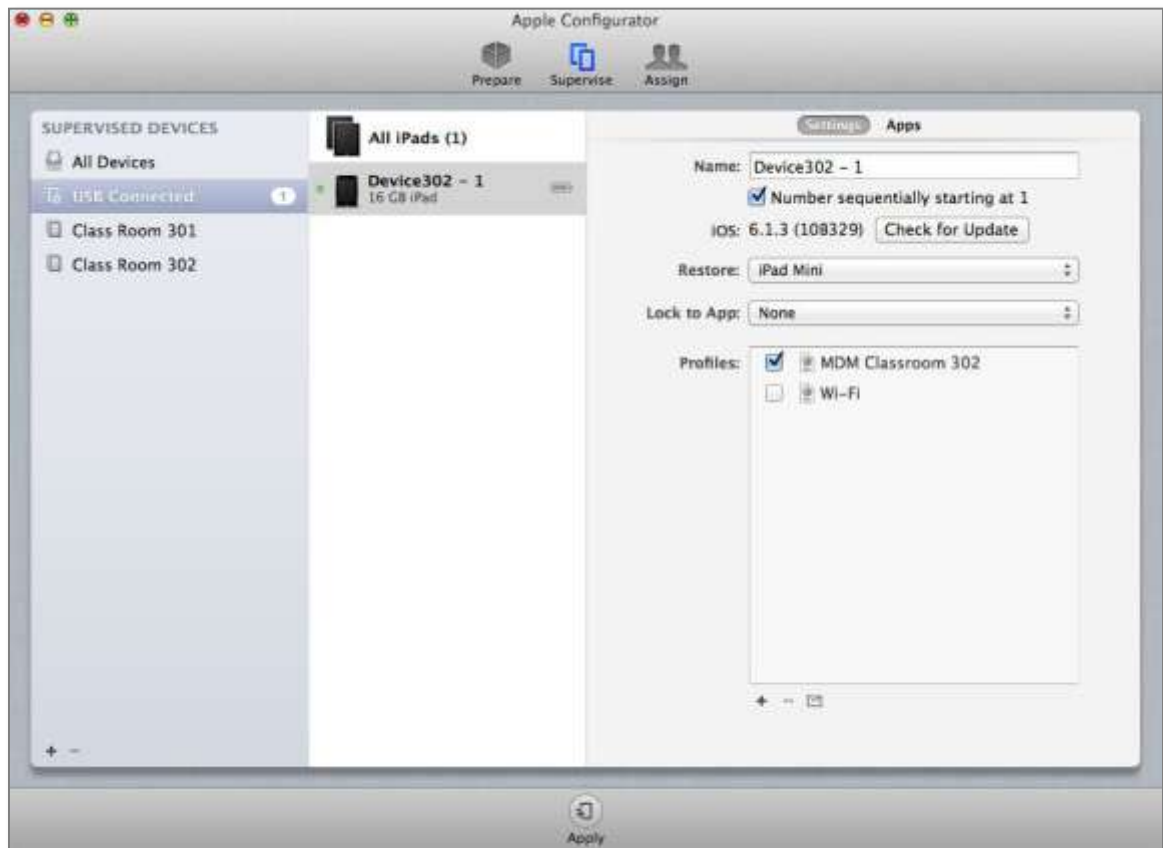 Apple Configurator
Prepare Supervise Assign
SUPERVISED DEVICES
All Devices
USB Connected 1
Class Room 301
Class Room 302
All iPads (1)
Device302 - 1
16 GB iPad
Settings Apps
Name: Device302 - 1
Number sequentially starting at 1
iOS: 6.1.3 (10B329) Check for Update
Restore: iPad Mini
Lock to App: None
Profiles: MDM Classroom 302
Wi-Fi
Apply